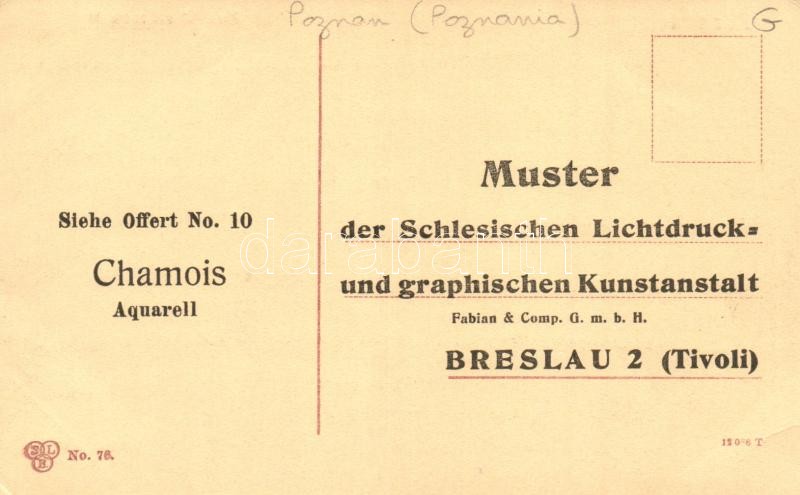 Poznan (Poznania)
G
Siehe Offert No. 10
Chamois
Aquarell
Muster
der Schlesischen Lichtdruck=
und graphischen Kunstanstalt
Fabian & Comp. G. m. b. H.
BRESLAU 2 (Tivoli)
No. 76.
darabanth